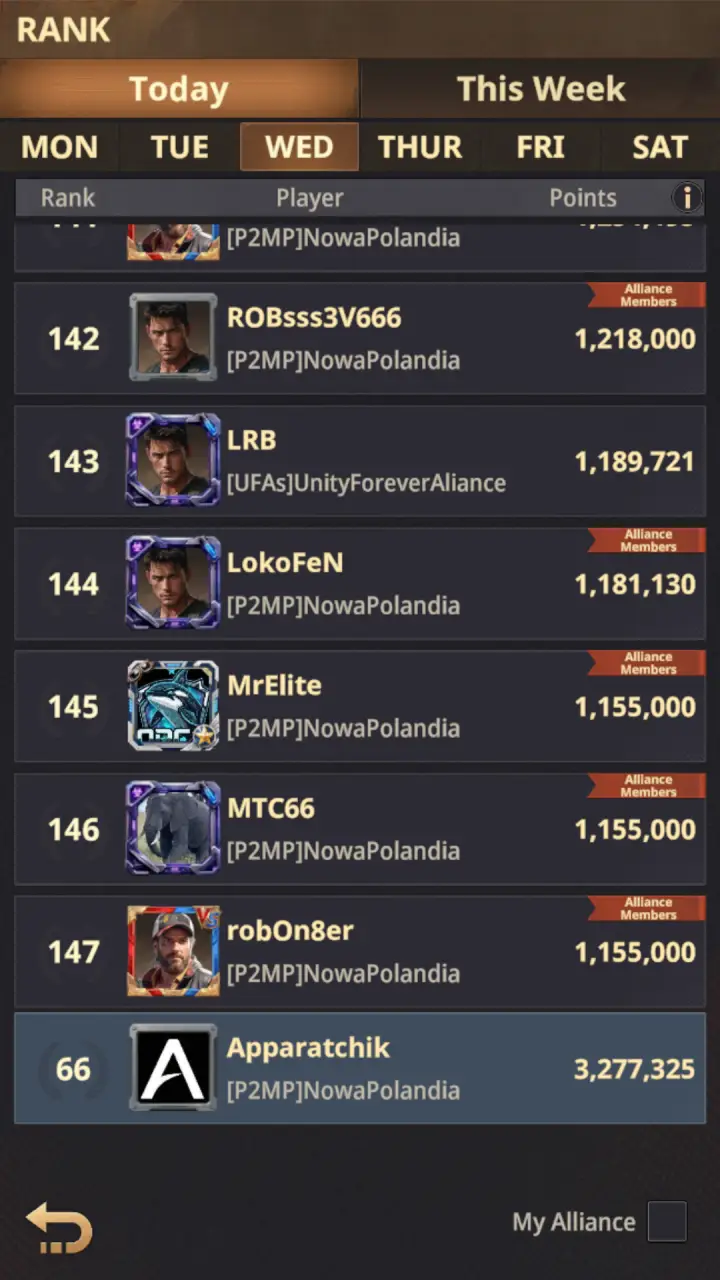 RANK
Today
This Week
MON
TUE
WED
THUR
FRI
SAT
Rank
Player
Points
i
[P2MP]NowaPolandia
Alliance
Members
142
ROBsss3V666
[P2MP]NowaPolandia
1,218,000
143
LRB
[UFAs]UnityForeverAliance
1,189,721
Alliance
Members
144
LokoFeN
[P2MP]NowaPolandia
1,181,130
Alliance
Members
145
MrElite
[P2MP]NowaPolandia
1,155,000
Alliance
Members
146
MTC66
[P2MP]NowaPolandia
1,155,000
Alliance
Members
147
VS
robOn8er
[P2MP]NowaPolandia
1,155,000
66
A
Apparatchik
[P2MP]NowaPolandia
3,277,325
My Alliance